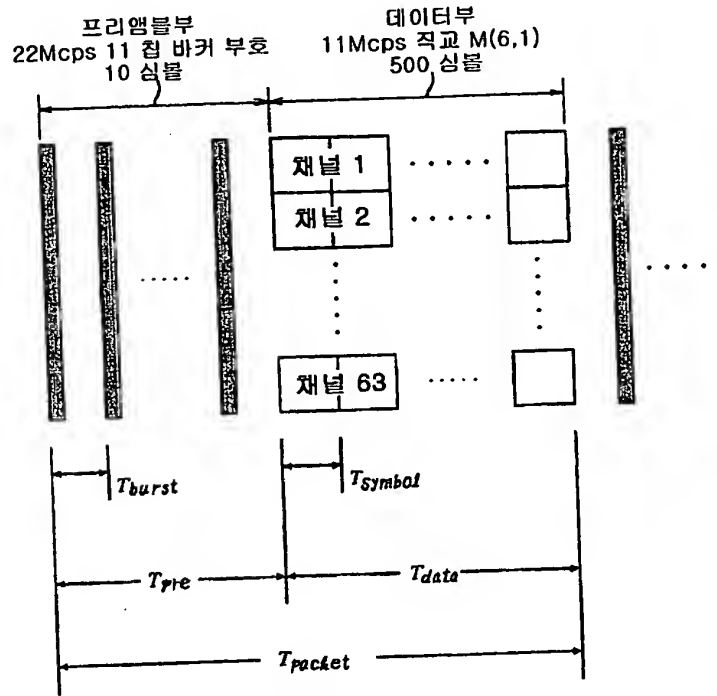 프리앰블부
22Mcps 11 칩 바커 부호
10 심볼
데이터부
11Mcps 직교 M(6,1)
500 심볼
채널 1
채널 2
채널 63
Tburst
Tsymbol
Tpre
Tdata
Tpacket